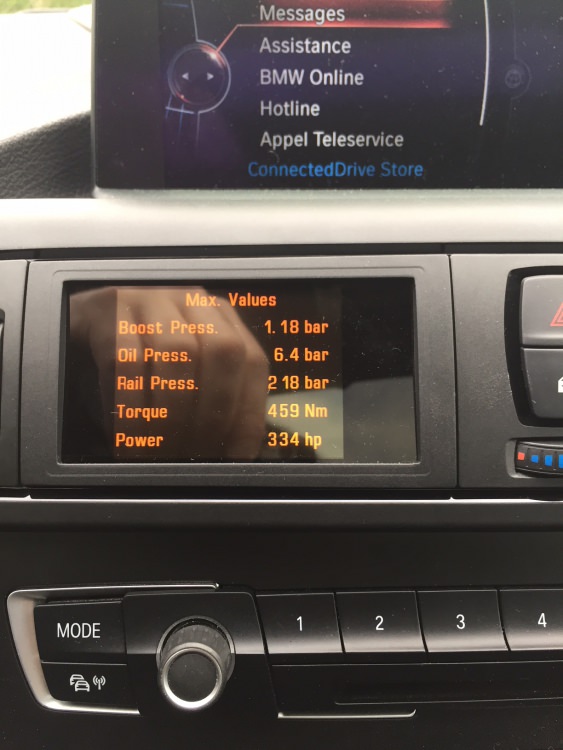 Messages
Assistance
BMW Online
Hotline
Appel Teleservice
ConnectedDrive Store
Max. Values
Boost Press. 1.18 bar
Oil Press. 6.4 bar
Rail Press. 218 bar
Torque 459 Nm
Power 334 hp
MODE 1 2 3 4